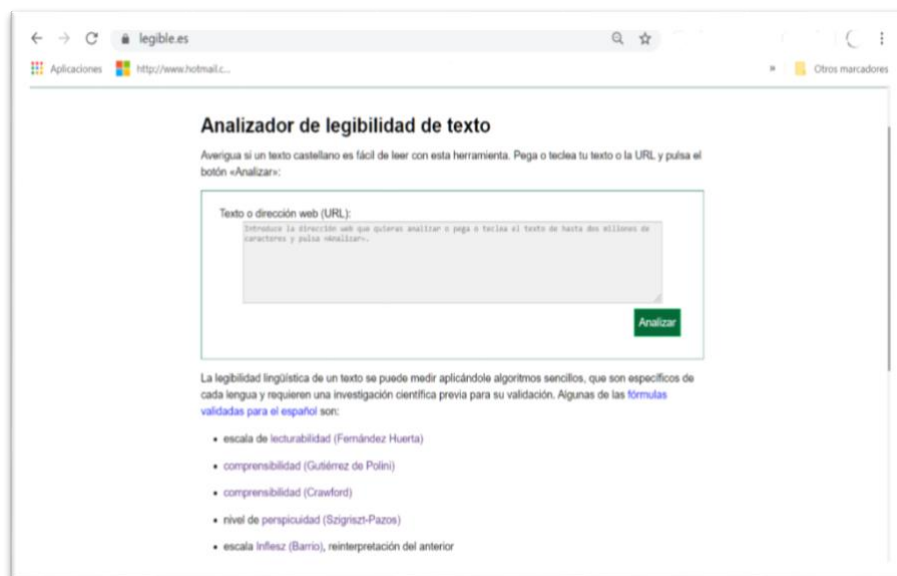 legible.es
Aplicaciones http://www.hotmail.c... » Otros marcadores
Analizador de legibilidad de texto
Averigua si un texto castellano es fácil de leer con esta herramienta. Pega o teclea tu texto o la URL y pulsa el
botón «Analizar»:
Texto o dirección web (URL):
Introduce la dirección web que quieras analizar o pega o teclea el texto de hasta dos millones de
caracteres y pulsa «Analizar».
Analizar
La legibilidad lingüística de un texto se puede medir aplicándole algoritmos sencillos, que son específicos de
cada lengua y requieren una investigación científica previa para su validación. Algunas de las fórmulas
validadas para el español son:
• escala de lecturabilidad (Fernández Huerta)
• comprensibilidad (Gutiérrez de Polini)
• comprensibilidad (Crawford)
• nivel de perspicuidad (Szigriszt-Pazos)
• escala Inflesz (Barrio), reinterpretación del anterior